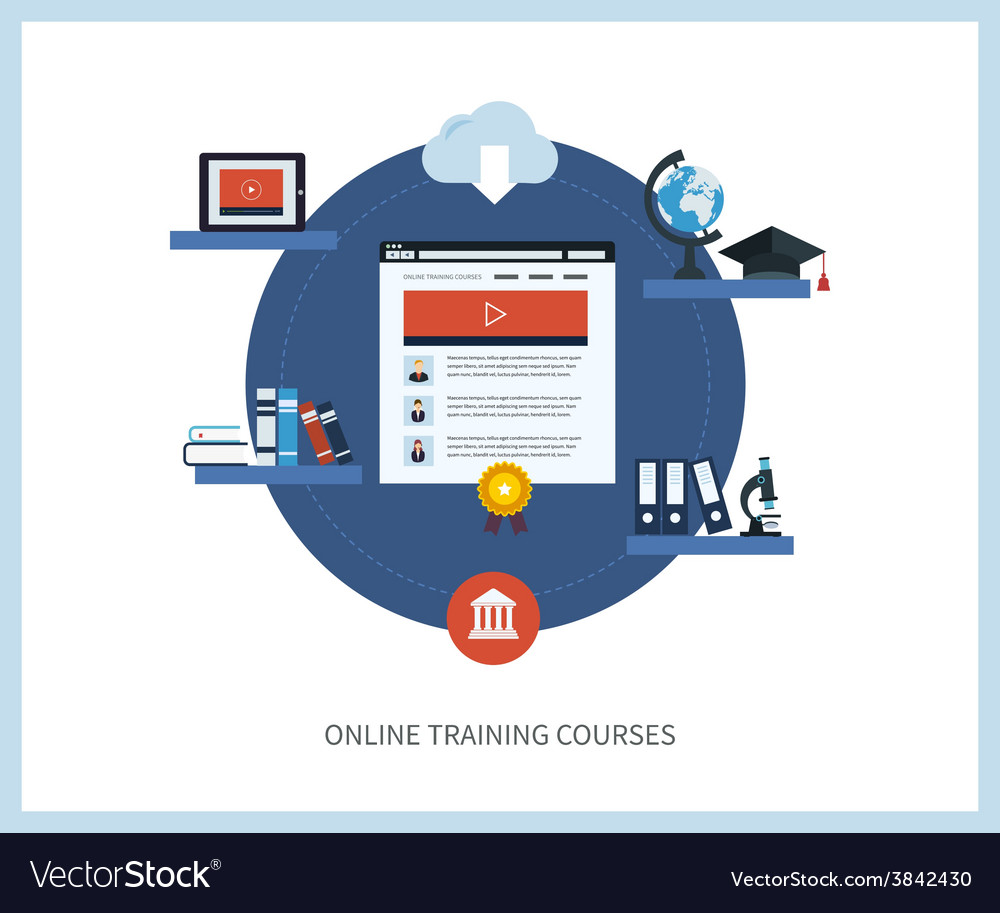 ONLINE TRAINING COURSES
Maecenas tempus, tellus eget condimentum rhoncus, sem quam
semper libero, sit amet adipiscing sem neque sed ipsum. Nam
quam nunc, blandit vel, luctus pulvinar, hendrerit id, lorem.
Maecenas tempus, tellus eget condimentum rhoncus, sem quam
semper libero, sit amet adipiscing sem neque sed ipsum. Nam
quam nunc, blandit vel, luctus pulvinar, hendrerit id, lorem.
Maecenas tempus, tellus eget condimentum rhoncus, sem quam
semper libero, sit amet adipiscing sem neque sed ipsum. Nam
quam nunc, blandit vel, luctus pulvinar, hendrerit id, lorem.
ONLINE TRAINING COURSES
VectorStock®
VectorStock.com/3842430